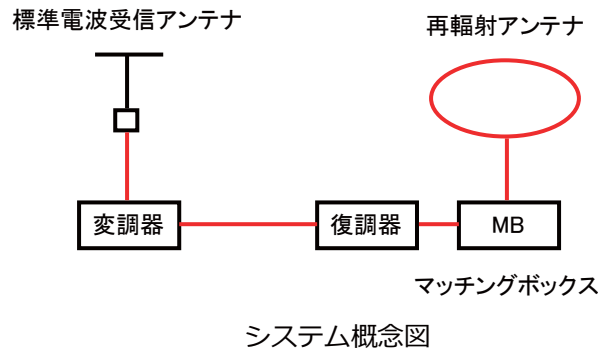 標準電波受信アンテナ
再輻射アンテナ
変調器
復調器
MB
マッチングボックス
システム概念図